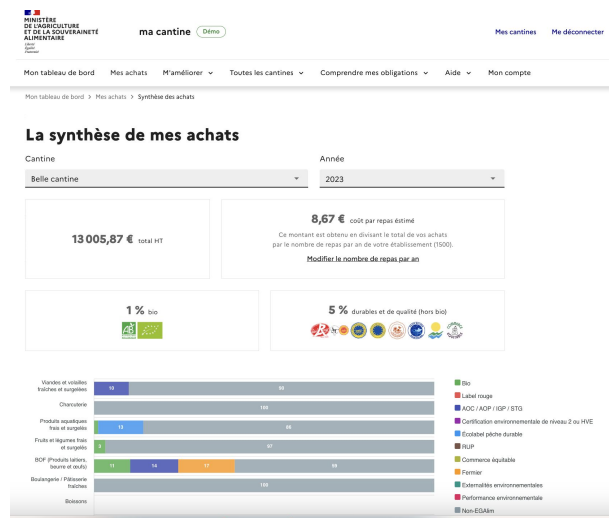 MINISTÈRE
DE L'AGRICULTURE
ET DE LA SOUVERAINETÉ
ALIMENTAIRE
Liberté
Égalité
Fraternité
ma cantine Démo
Mes cantines Me déconnecter
Mon tableau de bord Mes achats M'améliorer Toutes les cantines Comprendre mes obligations Aide Mon compte
Mon tableau de bord > Mes achats > Synthèse des achats
La synthèse de mes achats
Cantine Année
Belle cantine 2023
13 005,87 € total HT
8,67 € coût par repas éstimé
Ce montant est obtenu en divisant le total de vos achats
par le nombre de repas par an de votre établissement (1500).
Modifier le nombre de repas par an
1 % bio
AB
5 % durables et de qualité (hors bio)
Viandes et volailles
fraîches et surgelées
10
Charcuterie
100
Produits aquatiques
frais et surgelés
13
Fruits et légumes frais
et surgelés
3 97
BOF (Produits laitiers,
beurre et œufs)
11 14 17
Boulangerie / Pâtisserie
fraîches
100
Boissons
Bio
Label rouge
AOC / AOP / IGP / STG
Certification environnementale de niveau 2 ou HVE
Écolabel pêche durable
RUP
Commerce équitable
Fermier
Externalités environnementales
Performance environnementale
Non-EGAlim